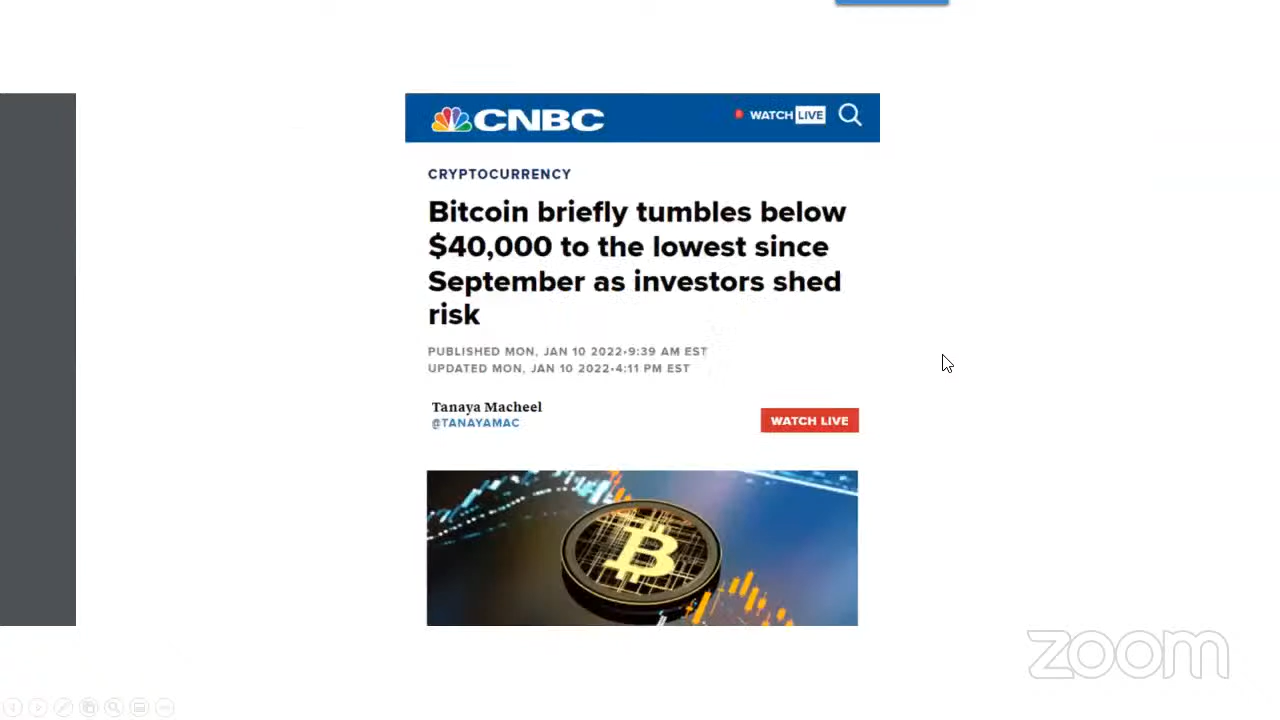 CNBC
WATCH LIVE
CRYPTOCURRENCY
Bitcoin briefly tumbles below
$40,000 to the lowest since
September as investors shed
risk
PUBLISHED MON, JAN 10 2022•9:39 AM EST
UPDATED MON, JAN 10 2022•4:11 PM EST
Tanaya Macheel
@TANAYAMAC
WATCH LIVE
zoom